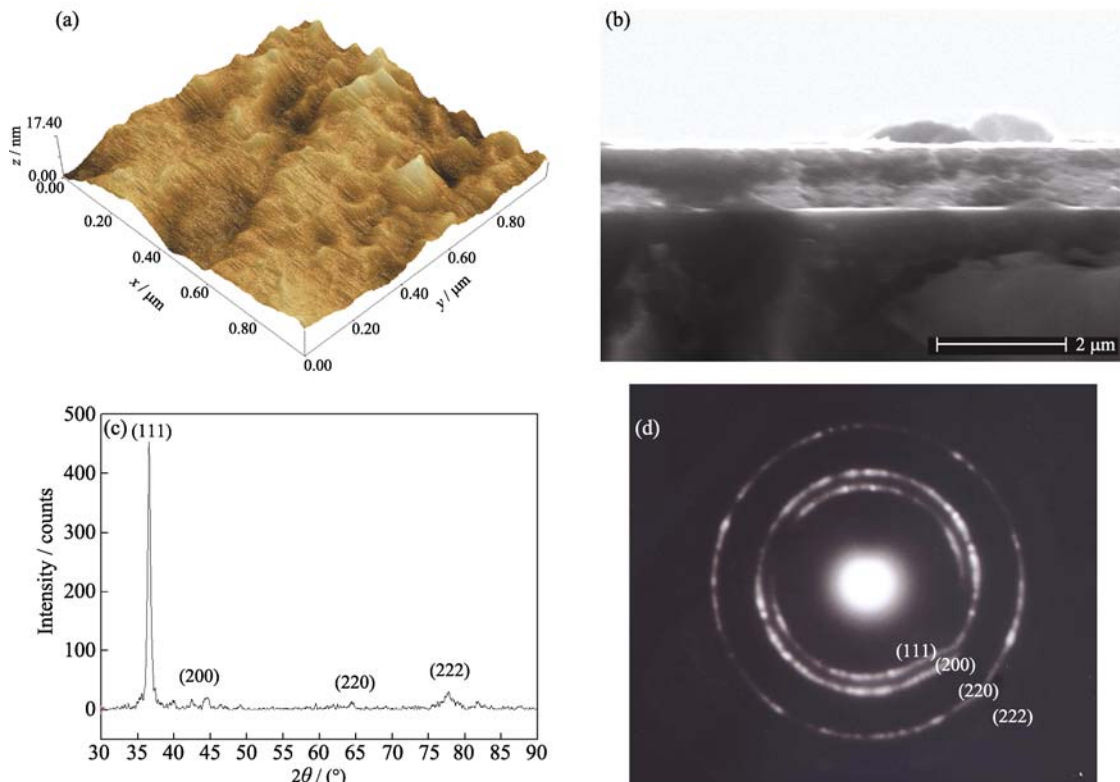 (a)
17.40
z / nm
0.00
0.00
0.20
0.40
0.60
0.80
x / μm
0.00
0.20
0.40
0.60
0.80
y / μm
(b)
2 μm
(c)
500
400
300
200
100
0
Intensity / counts
(111)
(200)
(220)
(222)
30 35 40 45 50 55 60 65 70 75 80 85 90
2θ / (°)
(d)
(111)
(200)
(220)
(222)